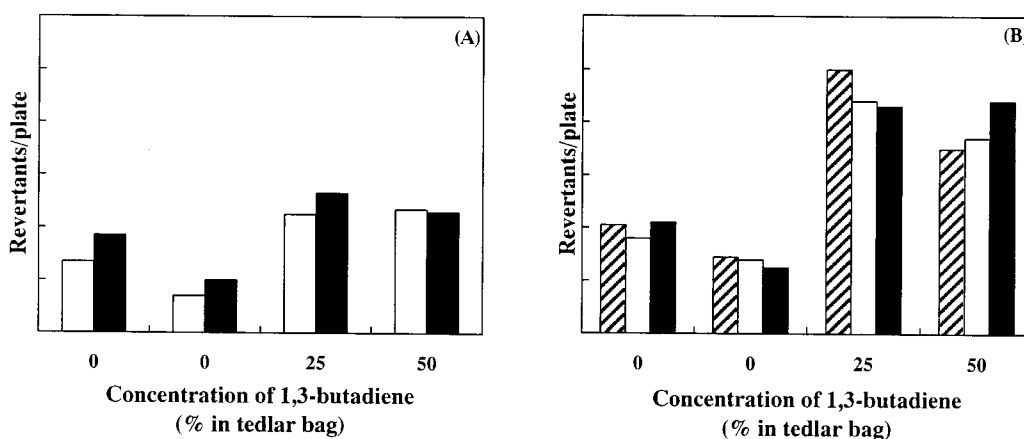 (A)
Revertants/plate
0 0 25 50
Concentration of 1,3-butadiene
(% in tedlar bag)
(B)
Revertants/plate
0 0 25 50
Concentration of 1,3-butadiene
(% in tedlar bag)